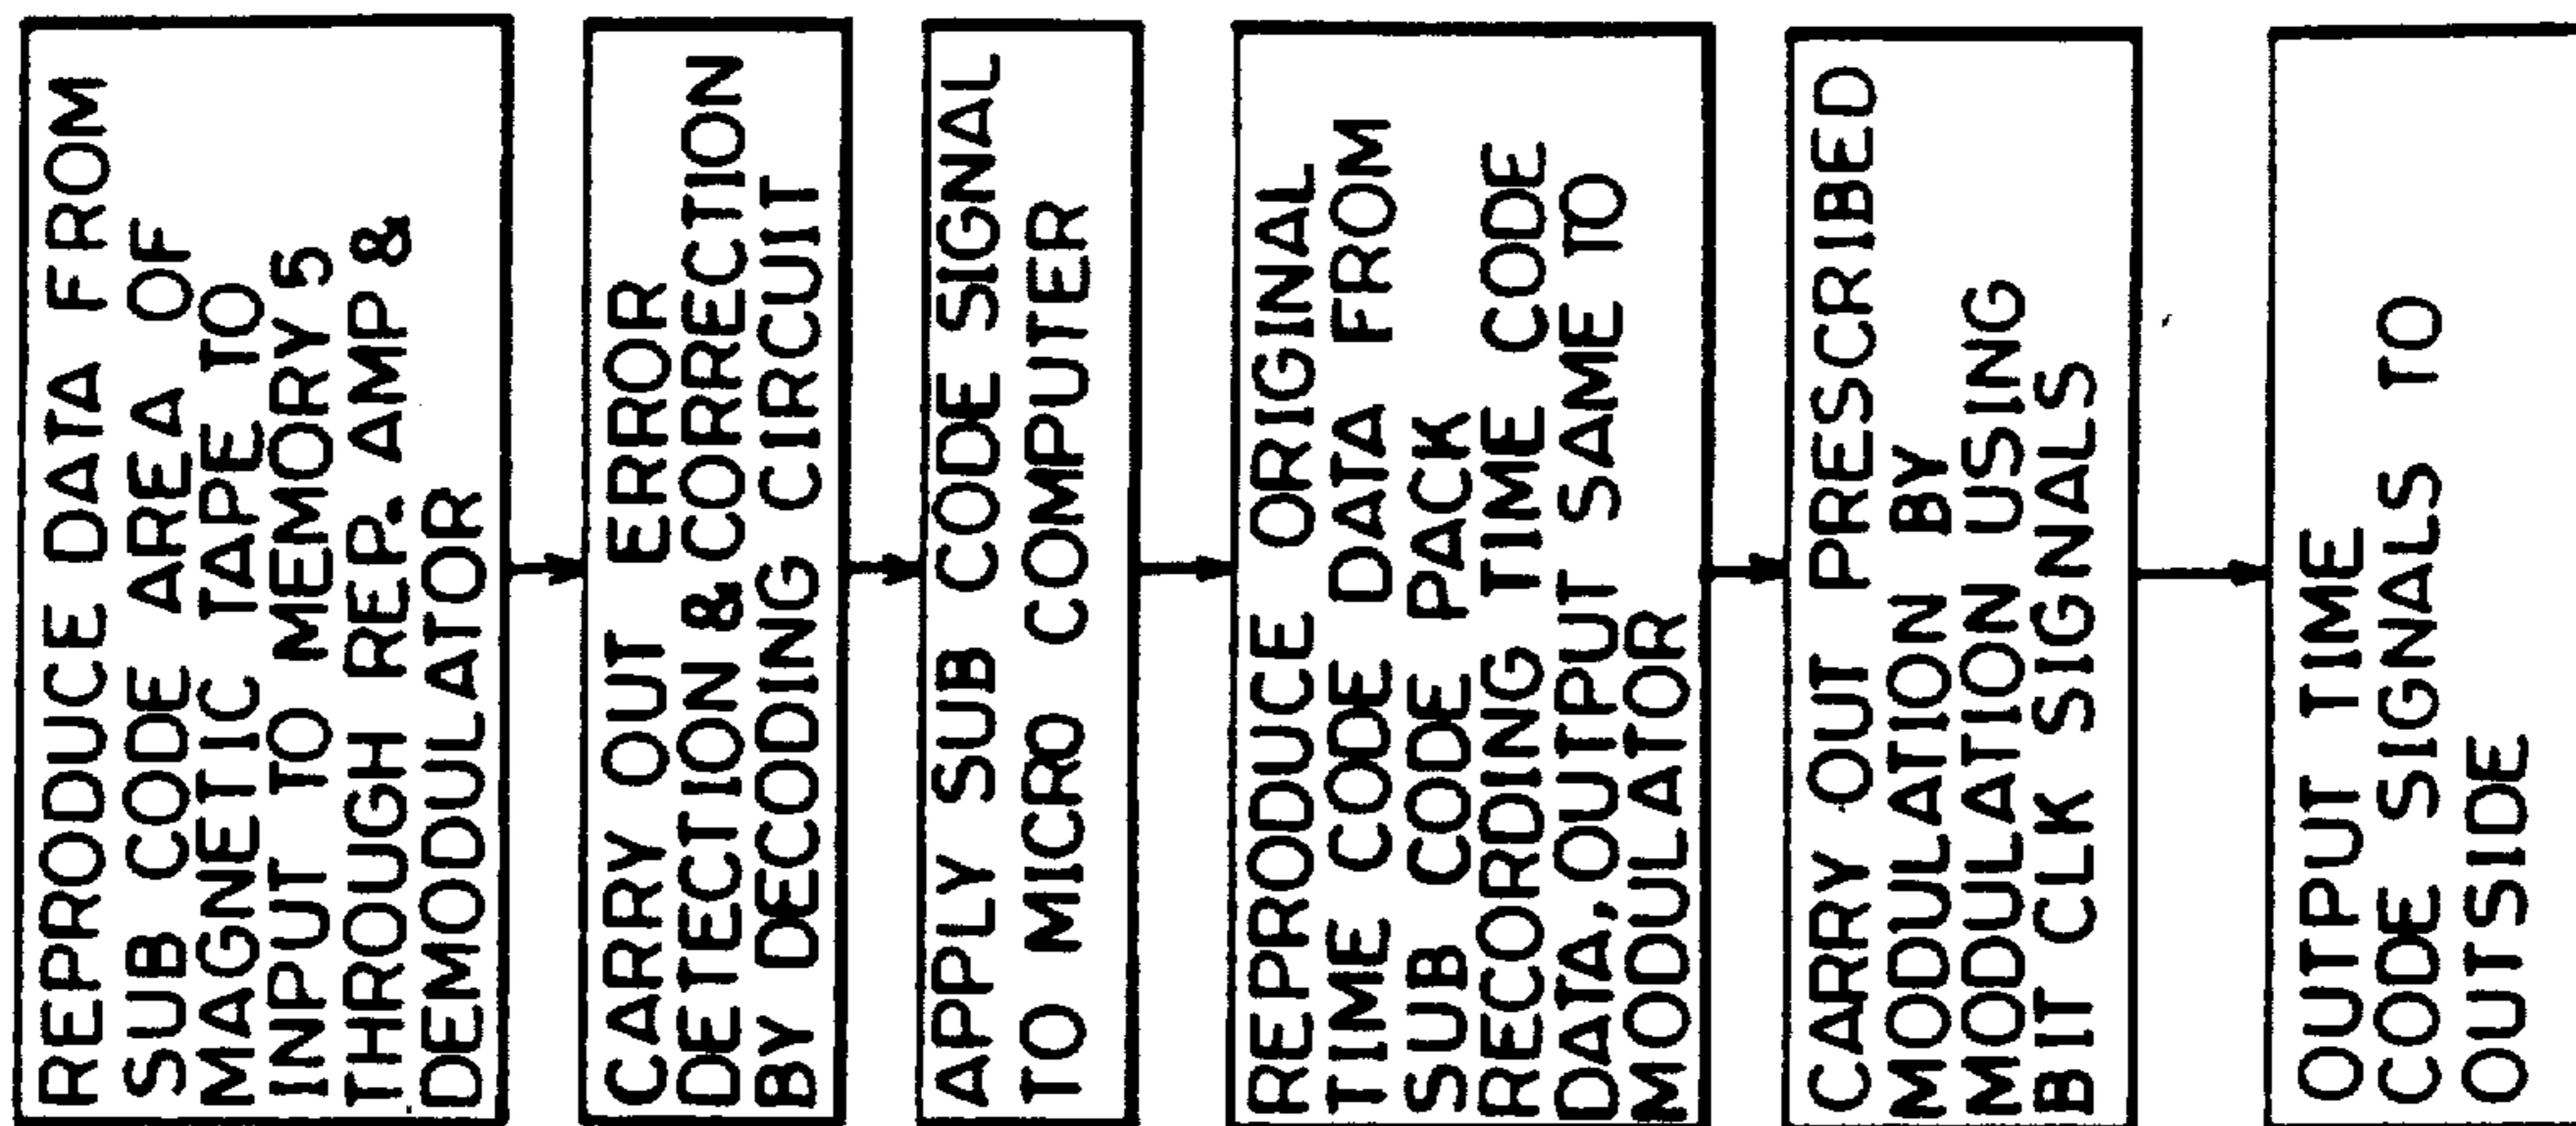 REPRODUCE DATA FROM
SUB CODE AREA OF
MAGNETIC TAPE TO
INPUT TO MEMORY 5
THROUGH REP. AMP &
DEMODULATOR
CARRY OUT ERROR
DETECTION & CORRECTION
BY DECODING CIRCUIT
APPLY SUB CODE SIGNAL
TO MICRO COMPUTER
REPRODUCE ORIGINAL
TIME CODE DATA FROM
SUB CODE PACK
RECORDING TIME CODE
DATA, OUTPUT SAME TO
MODULATOR
CARRY OUT PRESCRIBED
MODULATION BY
MODULATION USING
BIT CLK SIGNALS
OUTPUT TIME
CODE SIGNALS TO
OUTSIDE